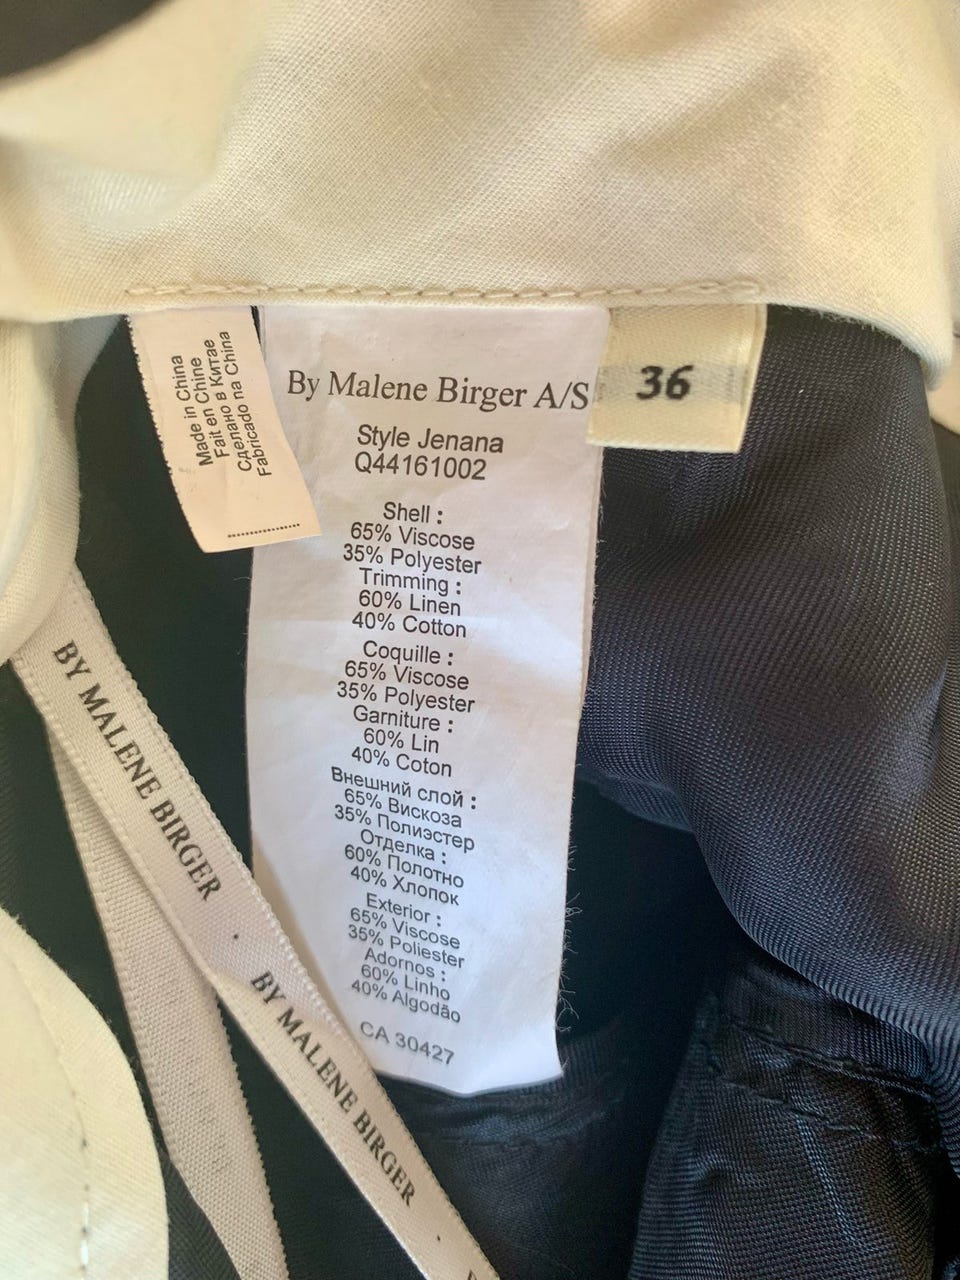 Made in China
Fait en Chine
Сделано в Китае
Fabricado na China
By Malene Birger A/S
36
Style Jenana
Q44161002
Shell :
65% Viscose
35% Polyester
Trimming :
60% Linen
40% Cotton
Coquille :
65% Viscose
35% Polyester
Garniture :
60% Lin
40% Coton
Внешний слой :
65% Вискоза
35% Полиэстер
Отделка :
60% Полотно
40% Хлопок
Exterior :
65% Viscose
35% Poliester
Adornos :
60% Linho
40% Algodão
CA 30427
BY MALENE BIRGER
BY MALENE BIRGER